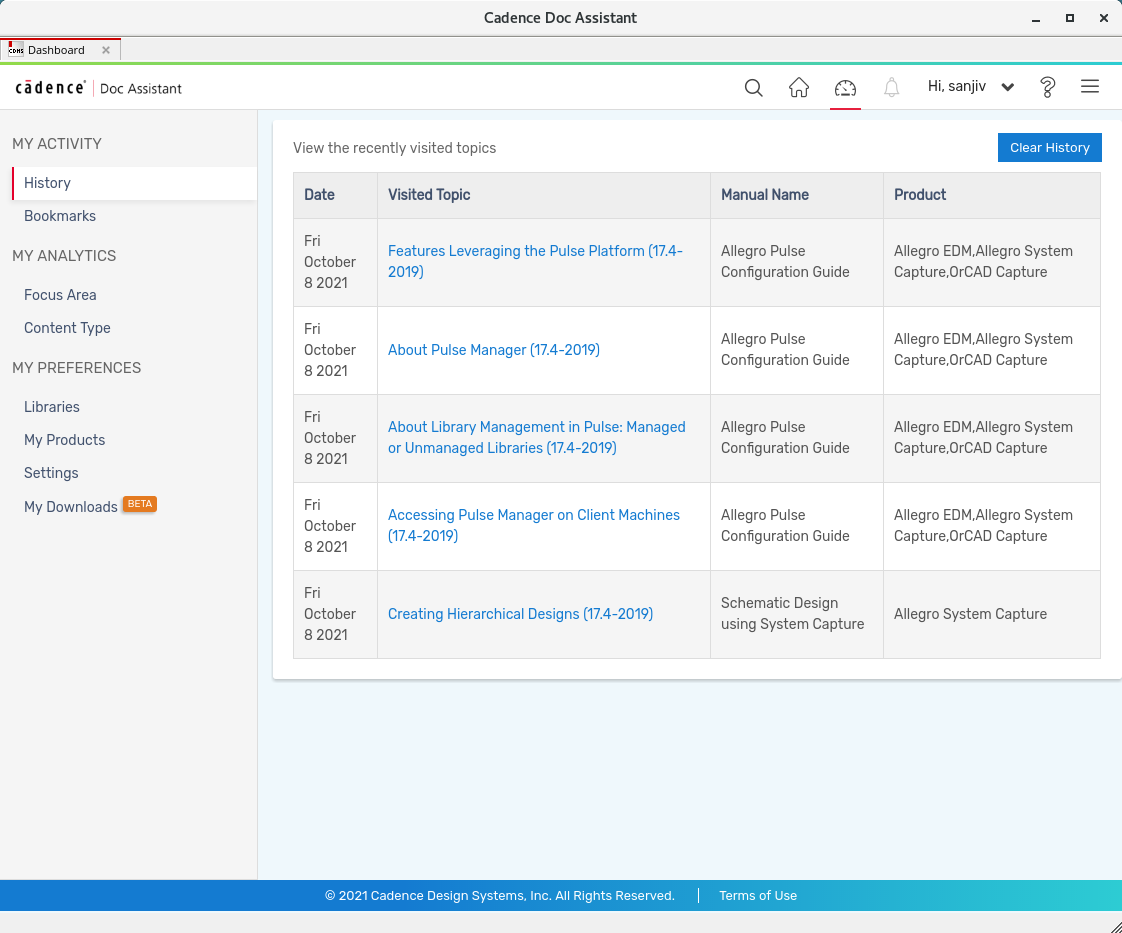 Cadence Doc Assistant
CDMS Dashboard
cādence® Doc Assistant
Hi, sanjiv
MY ACTIVITY
History
Bookmarks
MY ANALYTICS
Focus Area
Content Type
MY PREFERENCES
Libraries
My Products
Settings
My Downloads BETA
View the recently visited topics
Clear History
Date Visited Topic Manual Name Product
Fri
October
8 2021
Features Leveraging the Pulse Platform (17.4-
2019)
Allegro Pulse
Configuration Guide
Allegro EDM,Allegro System
Capture,OrCAD Capture
Fri
October
8 2021
About Pulse Manager (17.4-2019)
Allegro Pulse
Configuration Guide
Allegro EDM,Allegro System
Capture,OrCAD Capture
Fri
October
8 2021
About Library Management in Pulse: Managed
or Unmanaged Libraries (17.4-2019)
Allegro Pulse
Configuration Guide
Allegro EDM,Allegro System
Capture,OrCAD Capture
Fri
October
8 2021
Accessing Pulse Manager on Client Machines
(17.4-2019)
Allegro Pulse
Configuration Guide
Allegro EDM,Allegro System
Capture,OrCAD Capture
Fri
October
8 2021
Creating Hierarchical Designs (17.4-2019)
Schematic Design
using System Capture
Allegro System Capture
© 2021 Cadence Design Systems, Inc. All Rights Reserved. | Terms of Use